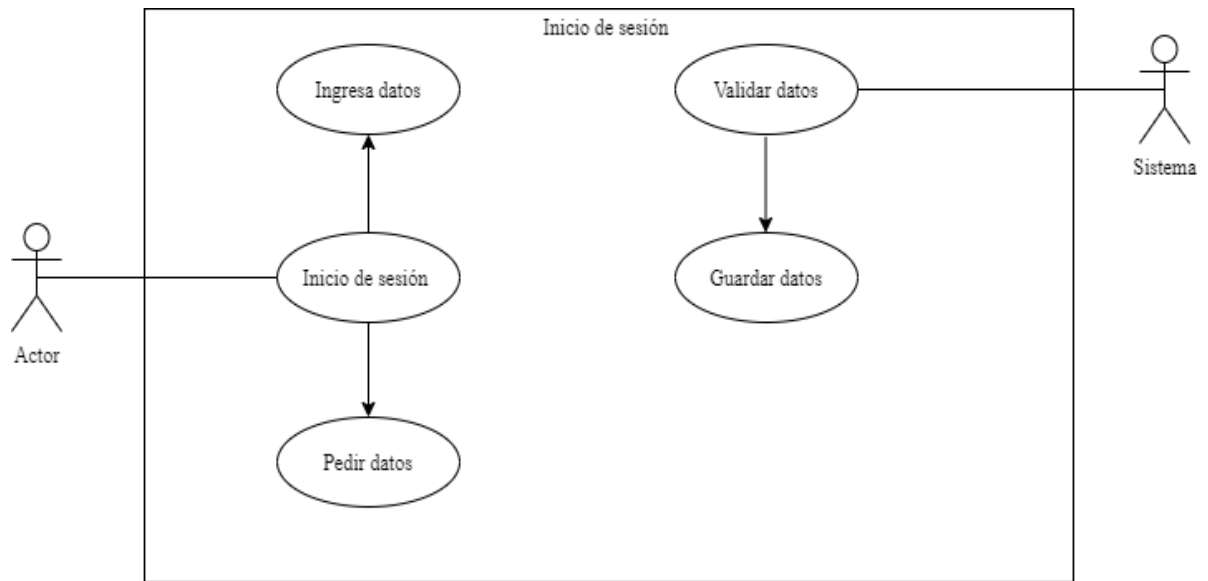 Inicio de sesión
Ingresa datos
Validar datos
Sistema
Inicio de sesión
Guardar datos
Actor
Pedir datos